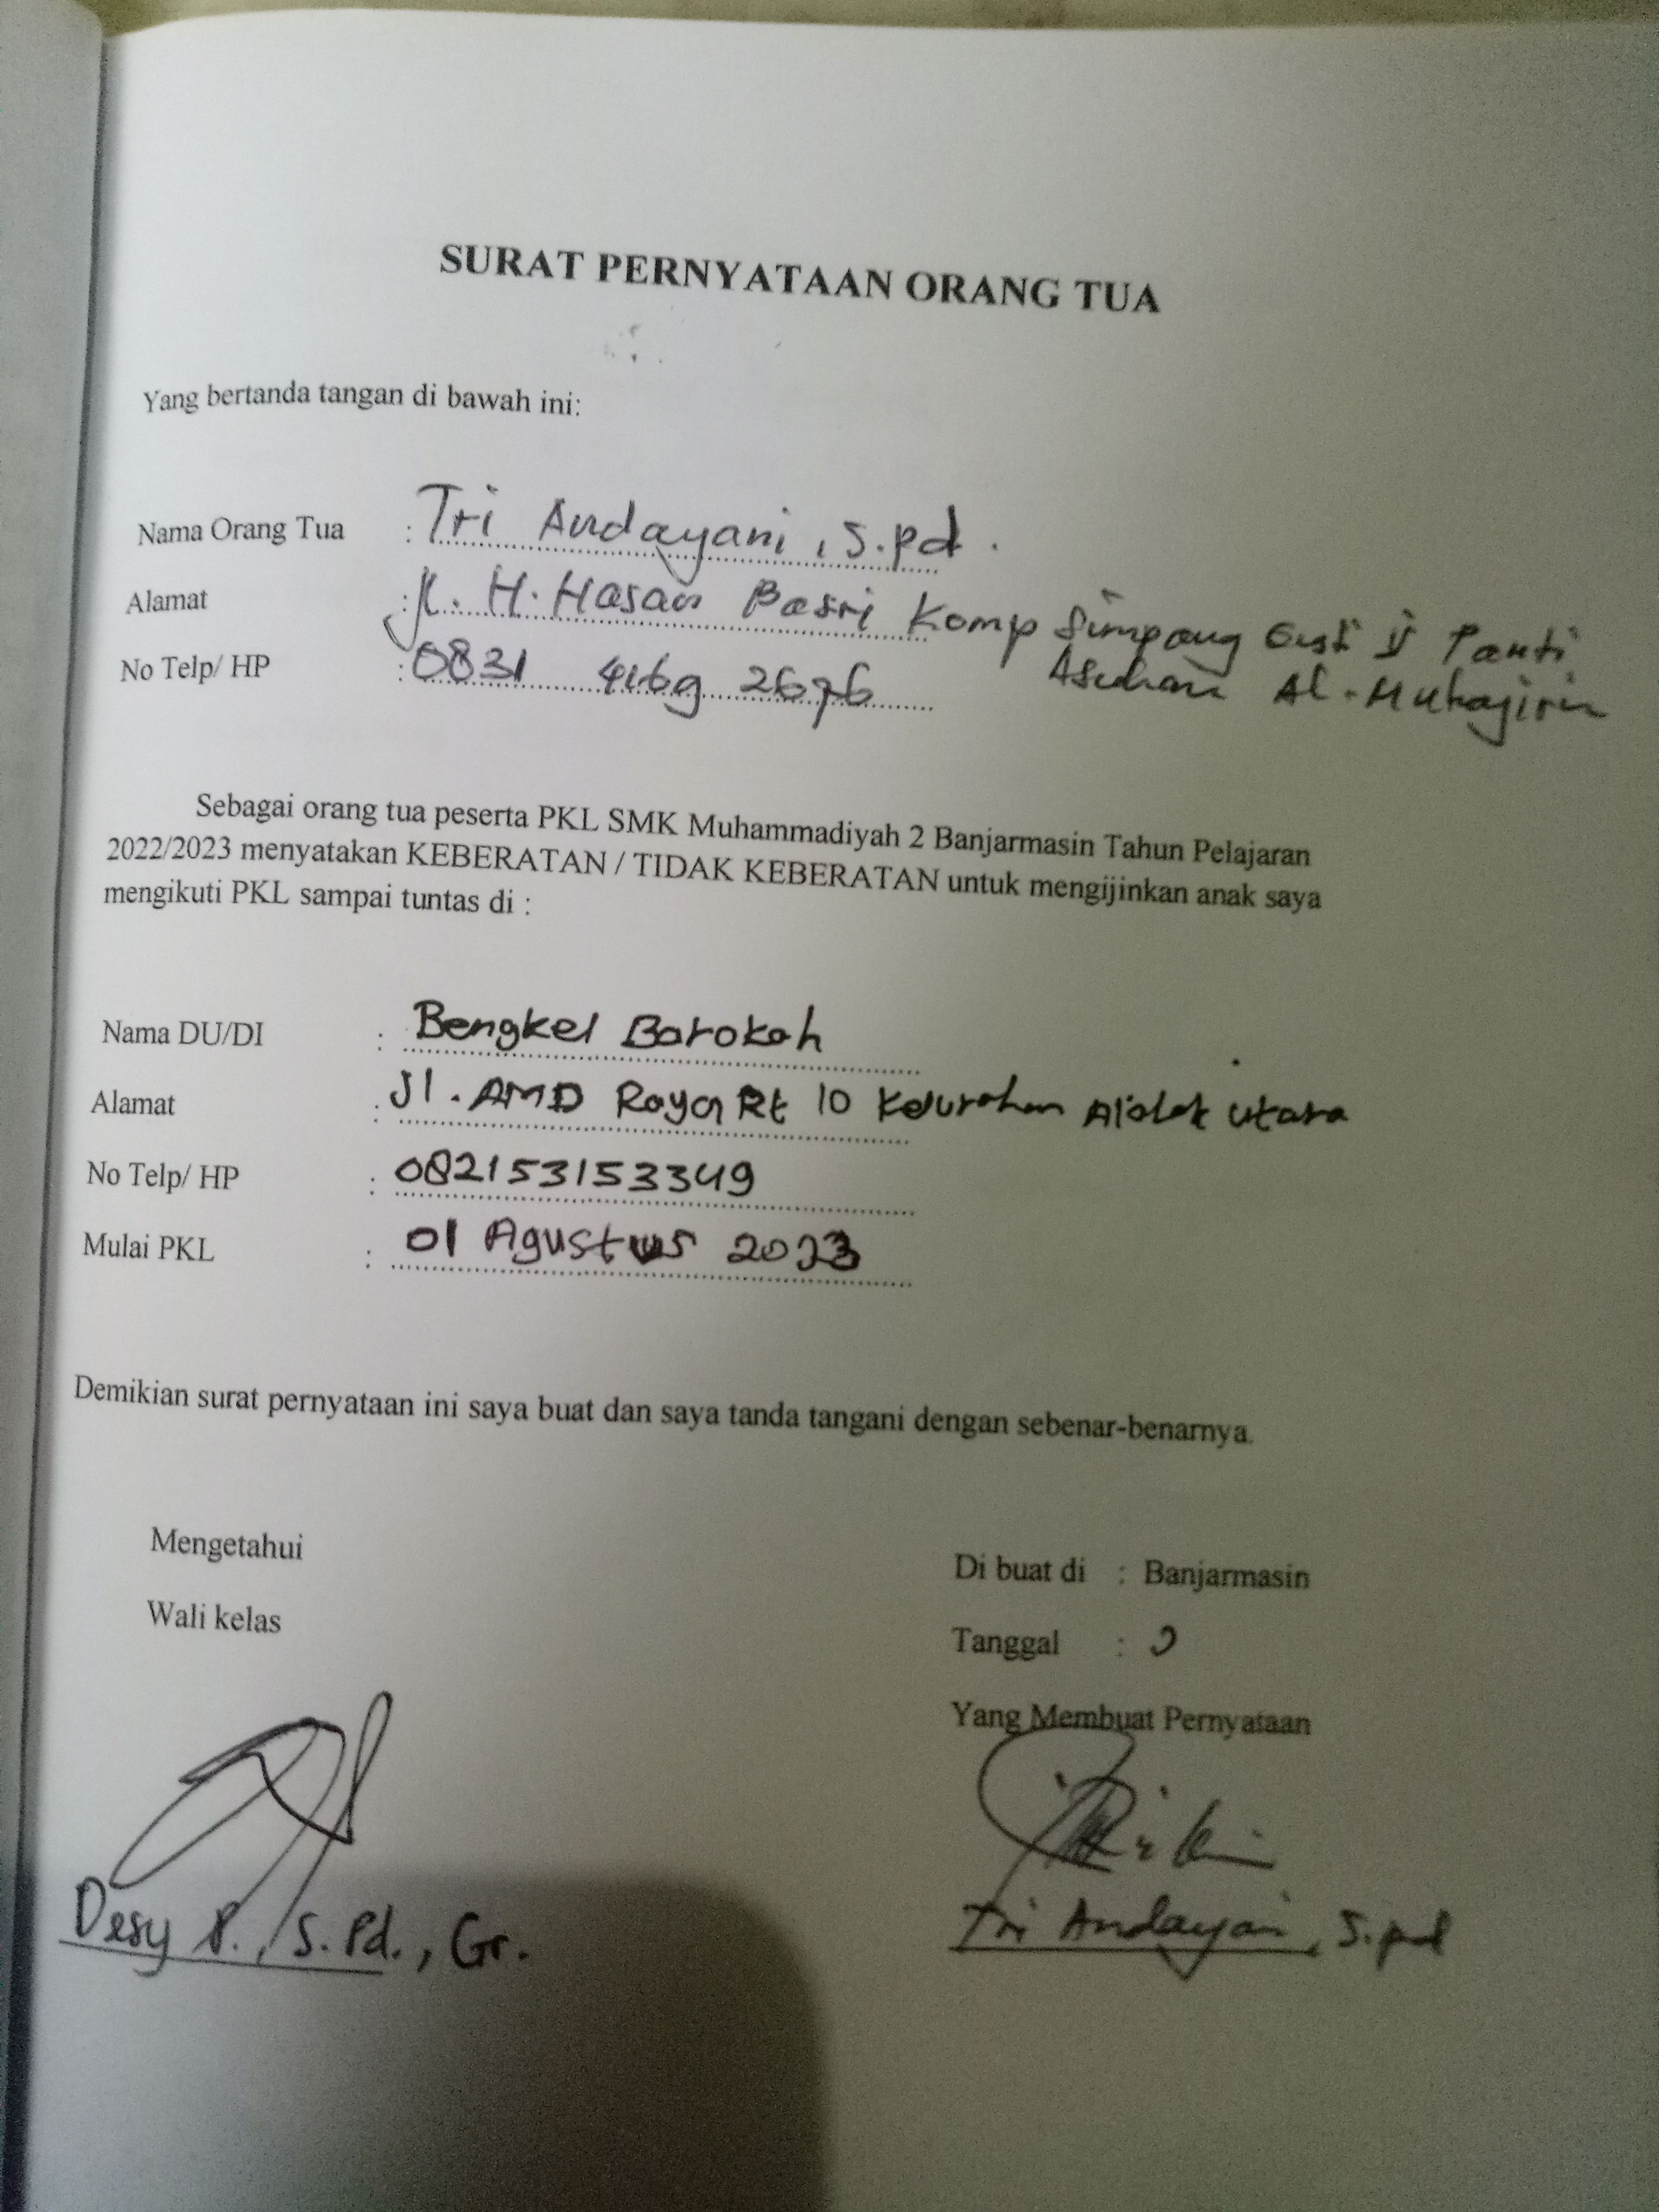 SURAT PERNYATAAN ORANG TUA
Yang bertanda tangan di bawah ini:
Nama Orang Tua : Tri Andayani, S.pd.
Alamat : Jl. H. Hasan Basri Komp Simpang Gusti II Panti
Asuhan Al-Muhajirin
No Telp/ HP : 0831 4169 2676
Sebagai orang tua peserta PKL SMK Muhammadiyah 2 Banjarmasin Tahun Pelajaran
2022/2023 menyatakan KEBERATAN / TIDAK KEBERATAN untuk mengijinkan anak saya
mengikuti PKL sampai tuntas di :
Nama DU/DI : Bengkel Barokah
Alamat : Jl. AMD Raya Rt 10 Kelurahan Alalak Utara
No Telp/ HP : 082153153349
Mulai PKL : 01 Agustus 2023
Demikian surat pernyataan ini saya buat dan saya tanda tangani dengan sebenar-benarnya.
Mengetahui
Wali kelas
Di buat di : Banjarmasin
Tanggal :
Yang Membuat Pernyataan
Desy P., S.Pd., Gr.
Tri Andayani, S.pd